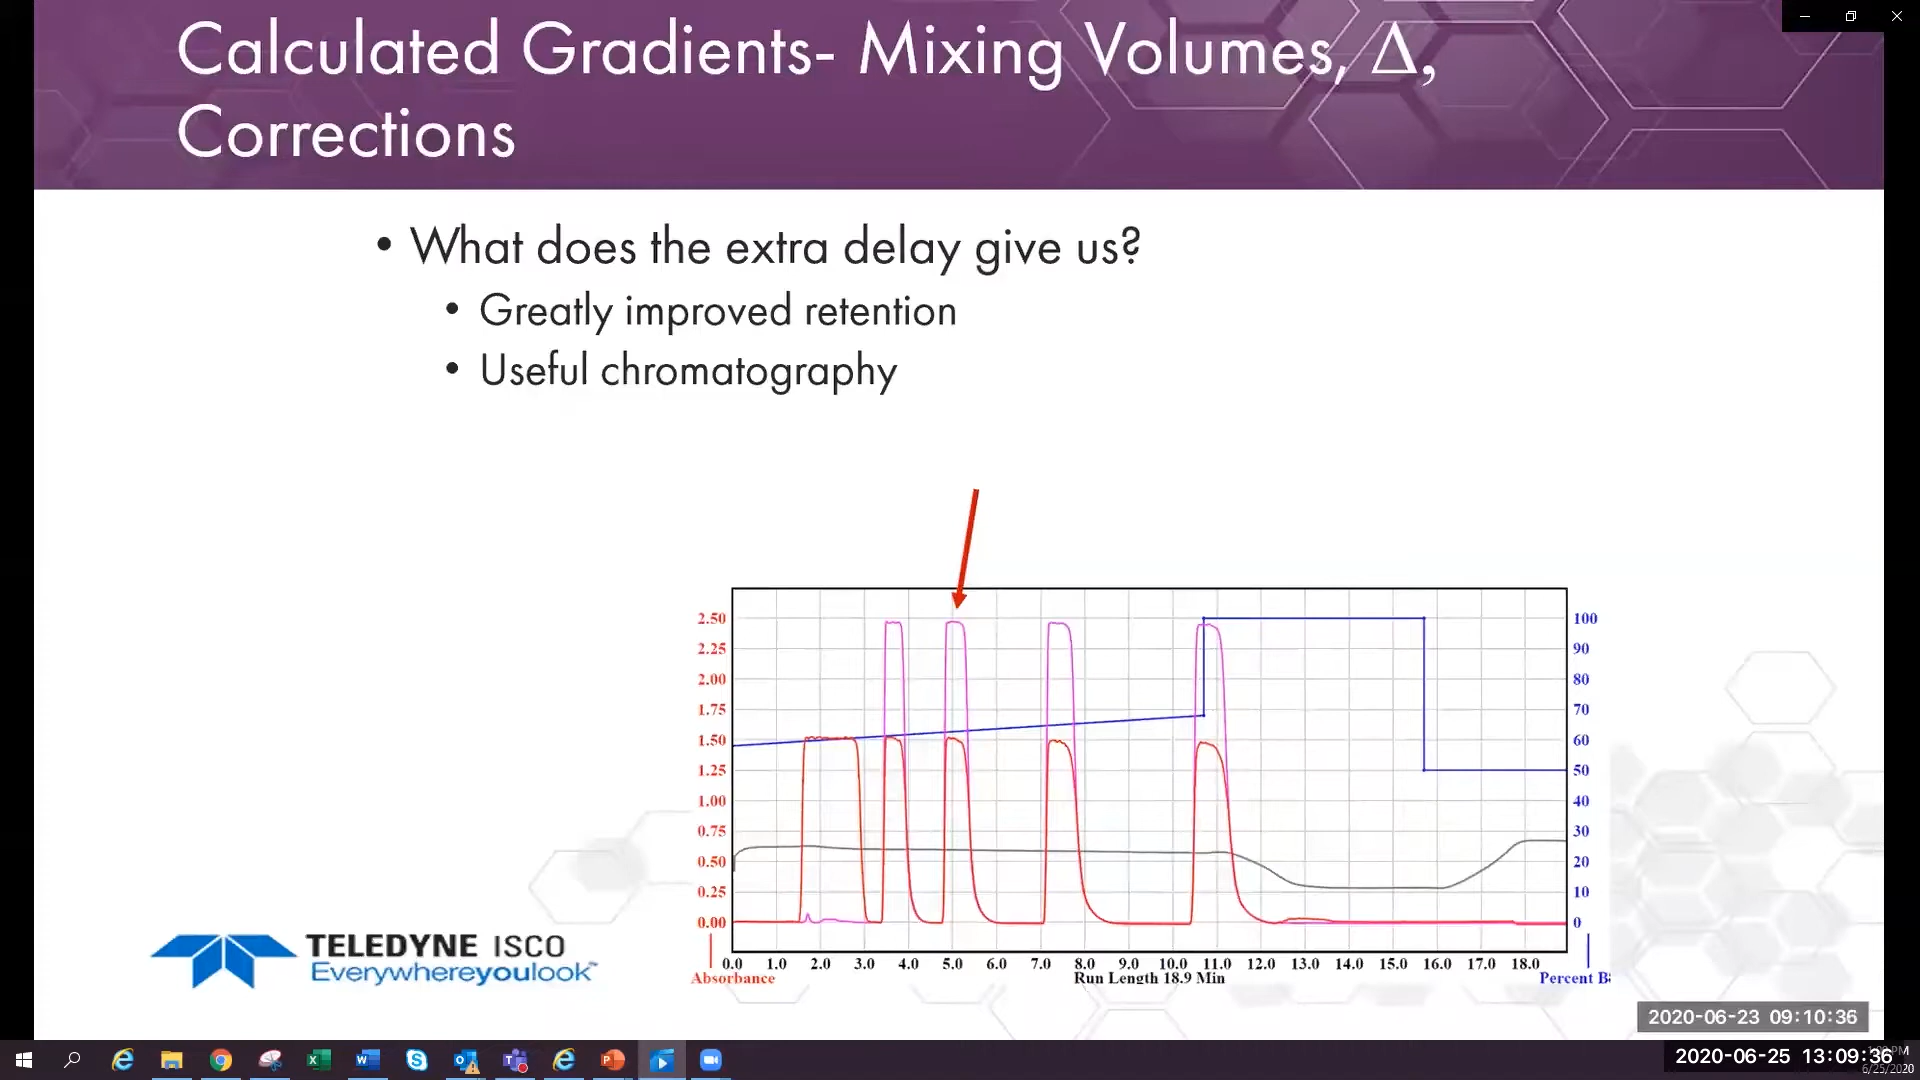 Calculated Gradients- Mixing Volumes, Δ,
Corrections
• What does the extra delay give us?
• Greatly improved retention
• Useful chromatography
2.50
2.25
2.00
1.75
1.50
1.25
1.00
0.75
0.50
0.25
0.00
100
90
80
70
60
50
40
30
20
10
0
0.0 1.0 2.0 3.0 4.0 5.0 6.0 7.0 8.0 9.0 10.0 11.0 12.0 13.0 14.0 15.0 16.0 17.0 18.0
Absorbance Run Length 18.9 Min Percent B
TELEDYNE ISCO
Everywhereyoulook™
2020-06-23 09:10:36
2020-06-25 13:09:36
6/25/2020